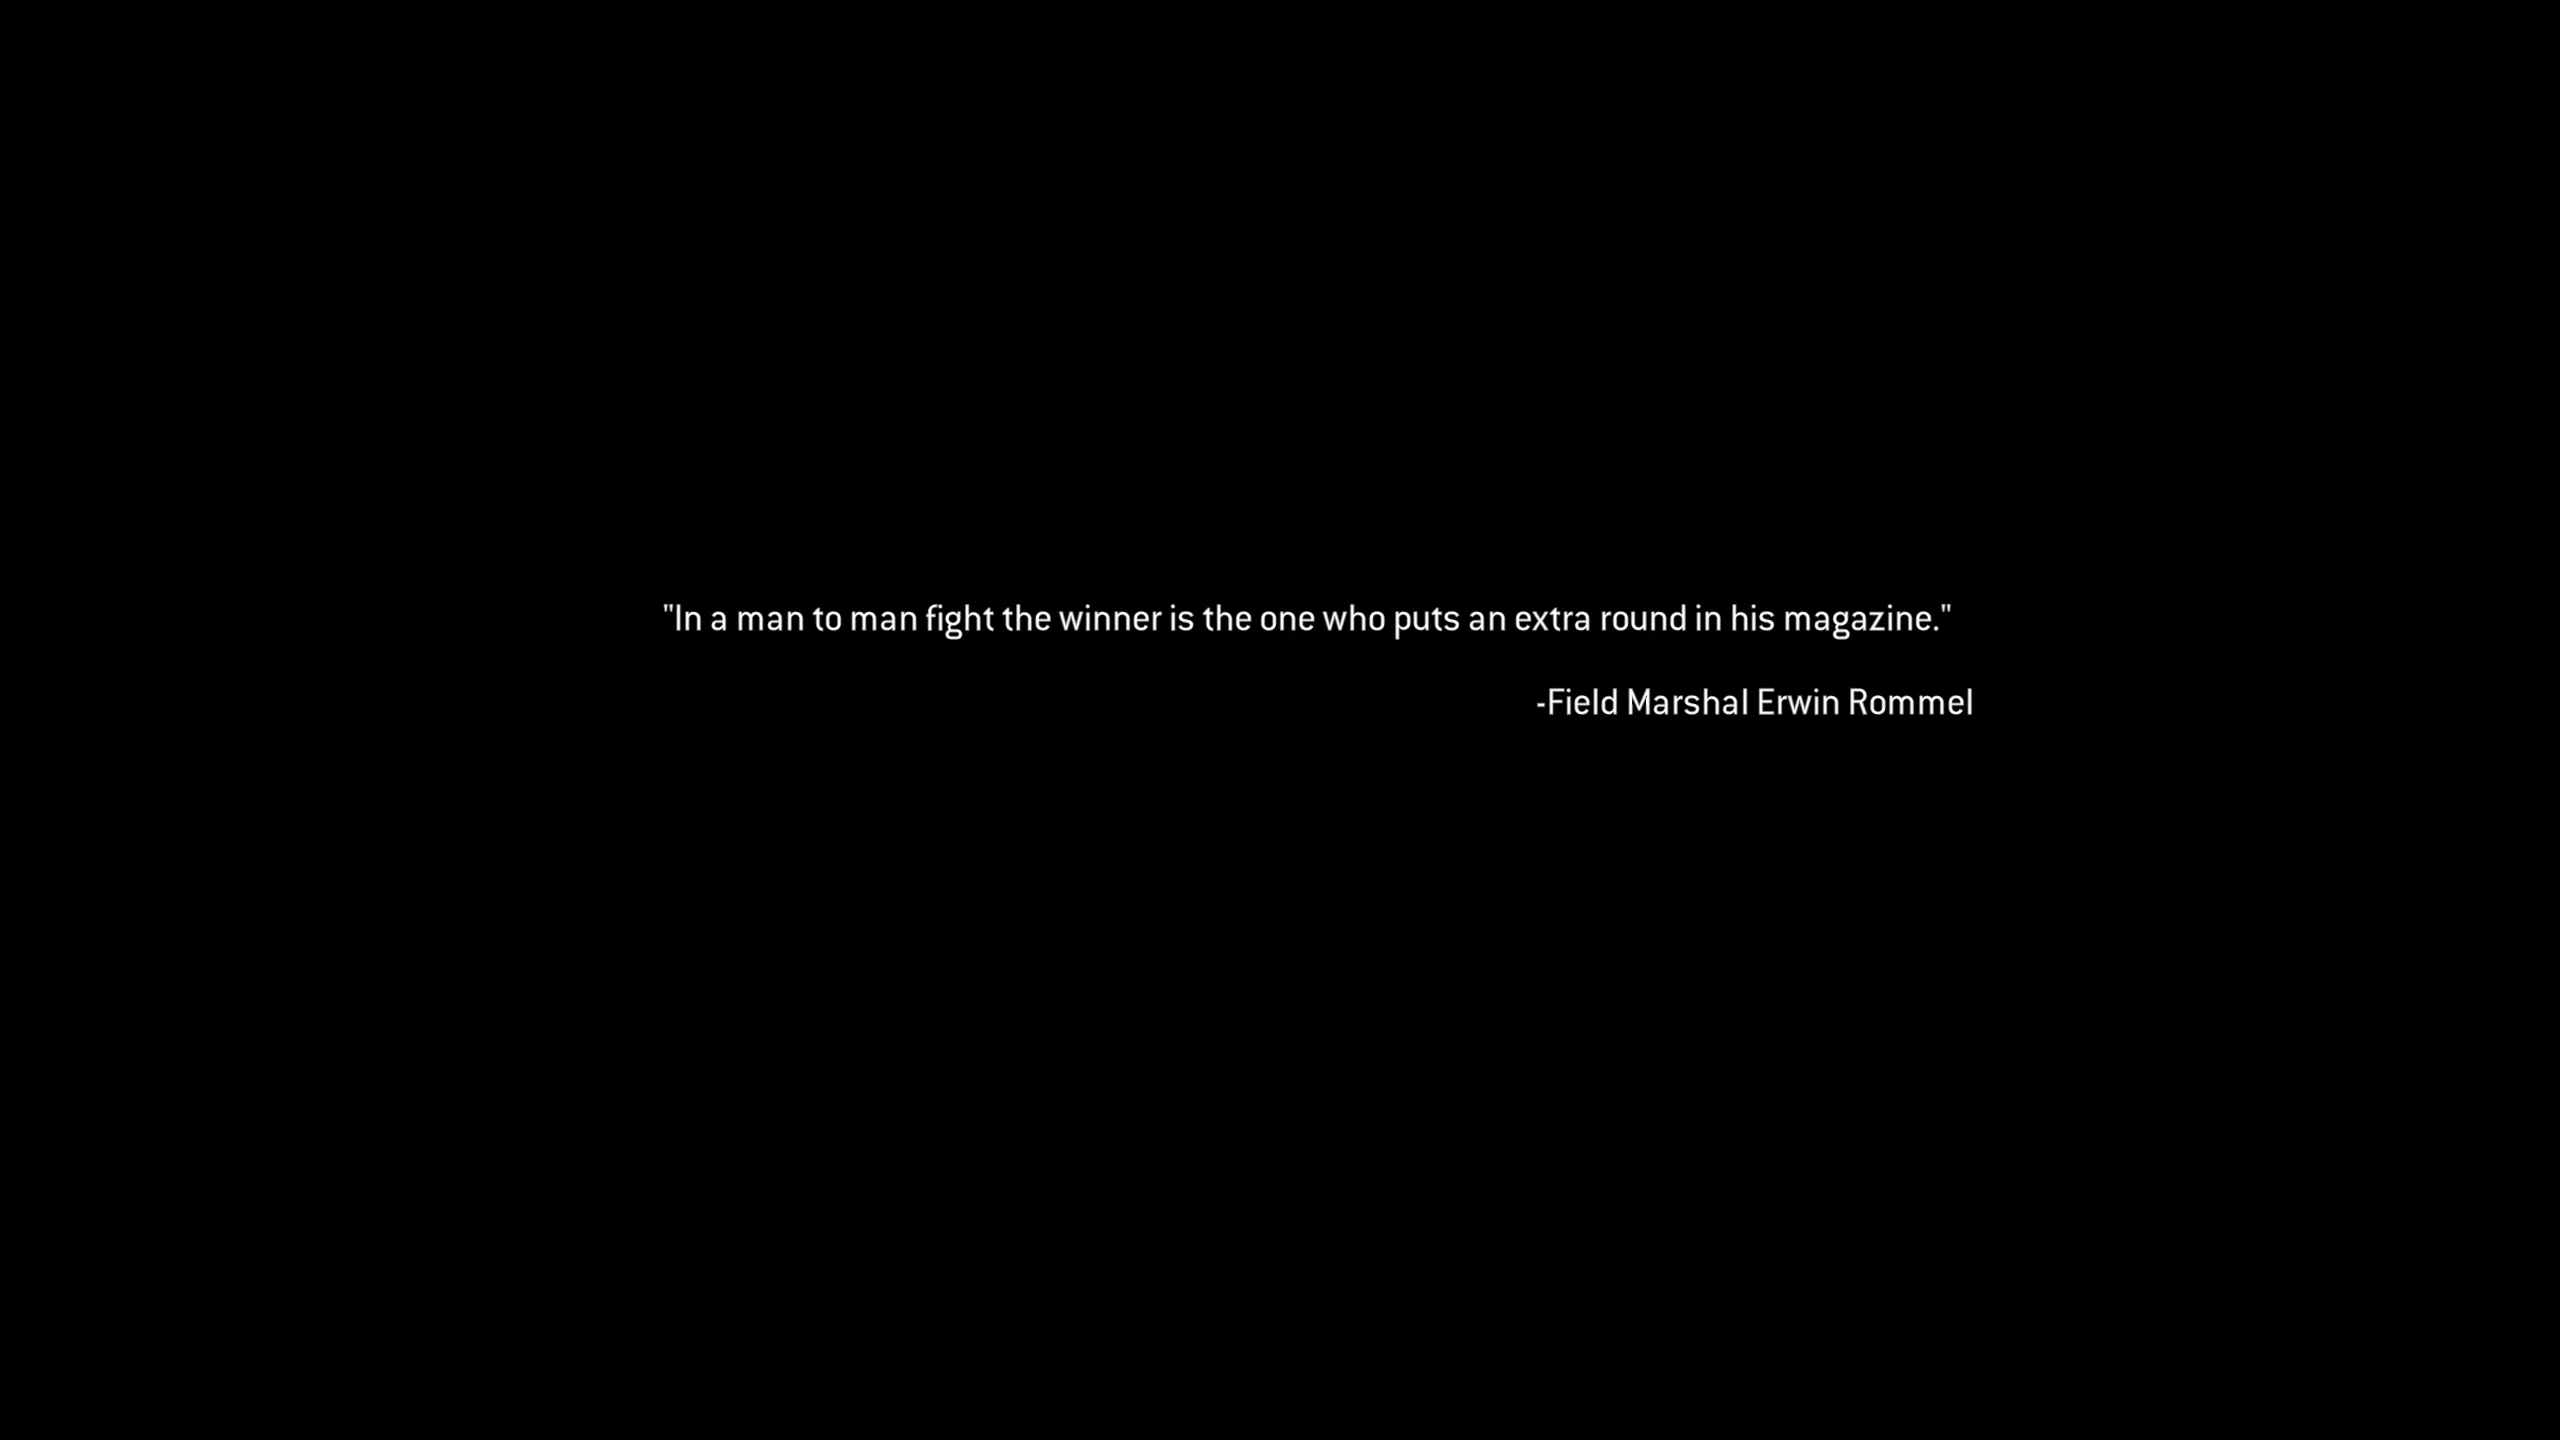 "In a man to man fight the winner is the one who puts an extra round in his magazine."
-Field Marshal Erwin Rommel